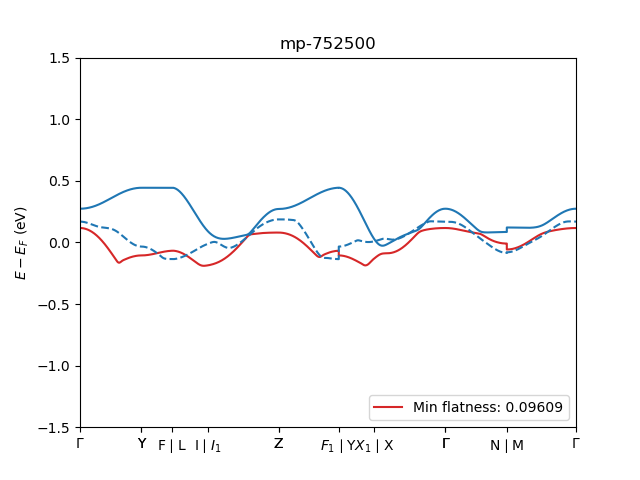 mp-752500
E − E_F (eV)
1.5
1.0
0.5
0.0
−0.5
−1.0
−1.5
Min flatness: 0.09609
Γ Y F | L I | I₁ Z F₁ | Y X₁ | X Γ N | M Γ